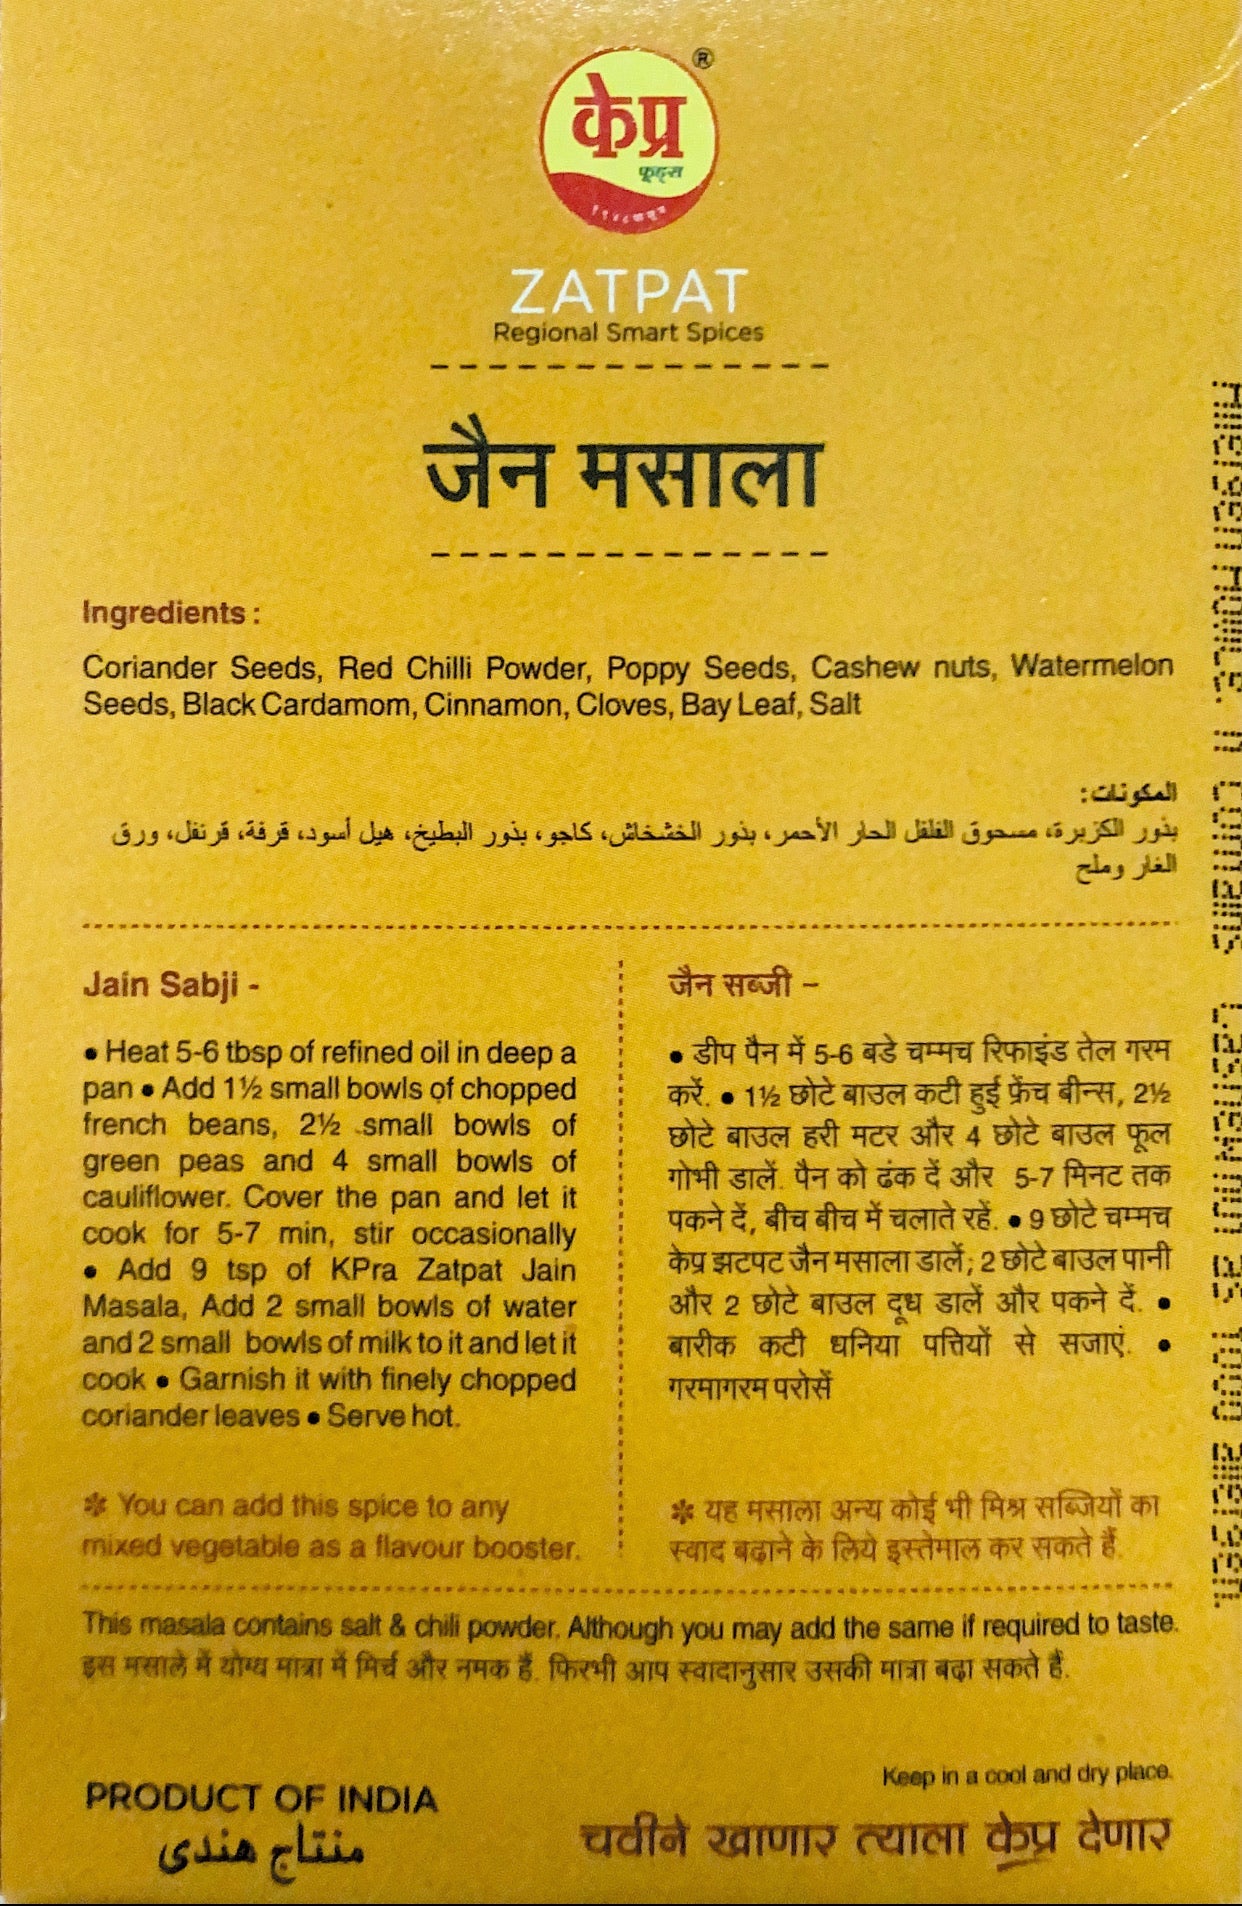 ®
केप्र
फूड्स
ZATPAT
Regional Smart Spices
जैन मसाला
Ingredients :
Coriander Seeds, Red Chilli Powder, Poppy Seeds, Cashew nuts, Watermelon
Seeds, Black Cardamom, Cinnamon, Cloves, Bay Leaf, Salt
المكونات:
بذور الكزبرة، مسحوق الفلفل الحار الأحمر، بذور الخشخاش، كاجو، بذور البطيخ، هيل أسود، قرفة، قرنفل، ورق
الغار وملح
Jain Sabji -
• Heat 5-6 tbsp of refined oil in deep a
pan • Add 1½ small bowls of chopped
french beans, 2½ small bowls of
green peas and 4 small bowls of
cauliflower. Cover the pan and let it
cook for 5-7 min, stir occasionally
• Add 9 tsp of KPra Zatpat Jain
Masala, Add 2 small bowls of water
and 2 small bowls of milk to it and let it
cook • Garnish it with finely chopped
coriander leaves • Serve hot.
✽ You can add this spice to any
mixed vegetable as a flavour booster.
जैन सब्जी –
• डीप पैन में 5-6 बडे चम्मच रिफाइंड तेल गरम
करें. • 1½ छोटे बाउल कटी हुई फ्रेंच बीन्स, 2½
छोटे बाउल हरी मटर और 4 छोटे बाउल फूल
गोभी डालें. पैन को ढंक दें और 5-7 मिनट तक
पकने दें, बीच बीच में चलाते रहें. • 9 छोटे चम्मच
केप्र झटपट जैन मसाला डालें; 2 छोटे बाउल पानी
और 2 छोटे बाउल दूध डालें और पकने दें. •
बारीक कटी धनिया पत्तियों से सजाएं. •
गरमागरम परोसें
✽ यह मसाला अन्य कोई भी मिश्र सब्जियों का
स्वाद बढ़ाने के लिये इस्तेमाल कर सकते हैं.
This masala contains salt & chili powder. Although you may add the same if required to taste.
इस मसाले में योग्य मात्रा में मिर्च और नमक है. फिरभी आप स्वादानुसार उसकी मात्रा बढ़ा सकते हैं.
PRODUCT OF INDIA
منتاج هندى
Keep in a cool and dry place.
चवीने खाणार त्याला केप्र देणार